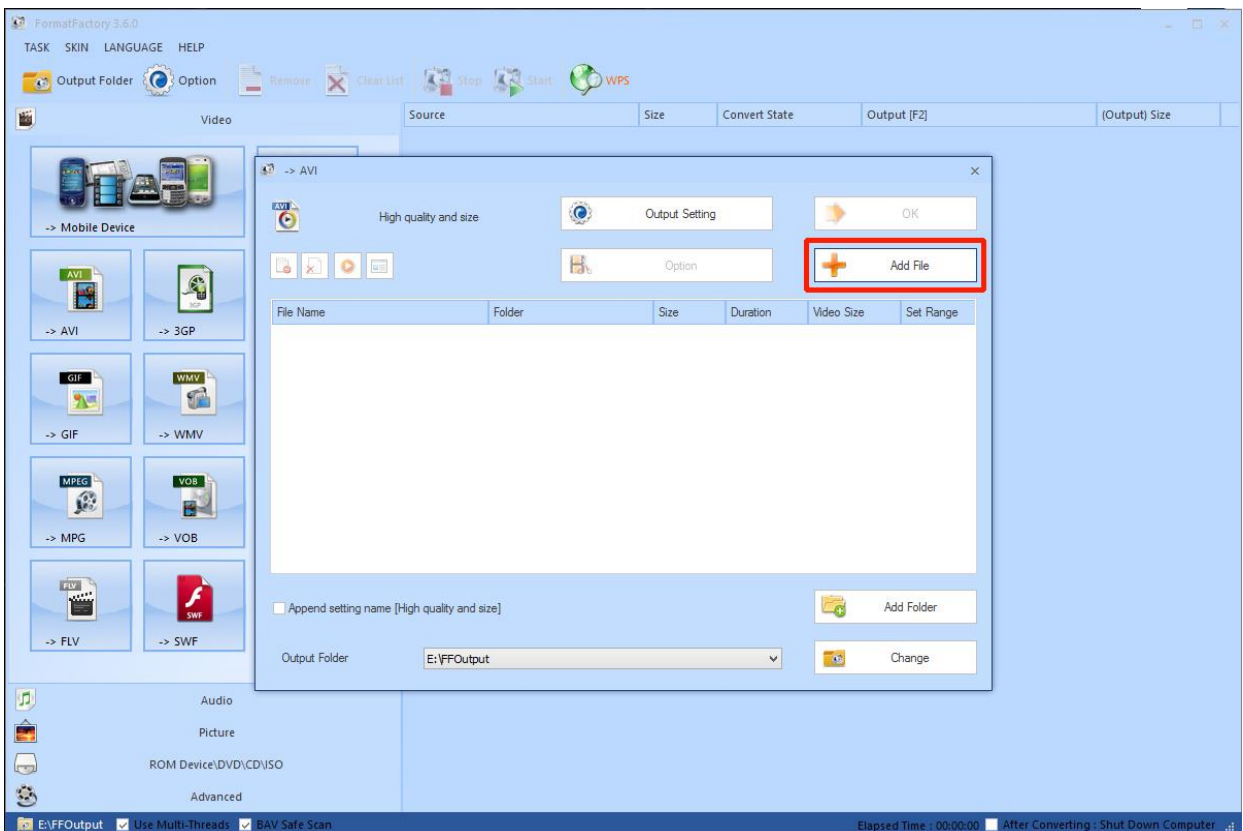 FormatFactory 3.6.0
TASK SKIN LANGUAGE HELP
Output Folder Option Remove Clear List Stop Start WPS
Video
Source Size Convert State Output [F2] (Output) Size
-> Mobile Device
AVI
-> AVI
3GP
-> 3GP
GIF
-> GIF
WMV
-> WMV
MPEG
-> MPG
VOB
-> VOB
FLV
-> FLV
SWF
-> SWF
-> AVI
AVI
High quality and size
Output Setting
OK
Option
Add File
File Name Folder Size Duration Video Size Set Range
Append setting name [High quality and size]
Add Folder
Output Folder E:\FFOutput
Change
Audio
Picture
ROM Device\DVD\CD\ISO
Advanced
E:\FFOutput Use Multi-Threads BAV Safe Scan Elapsed Time : 00:00:00 After Converting : Shut Down Computer